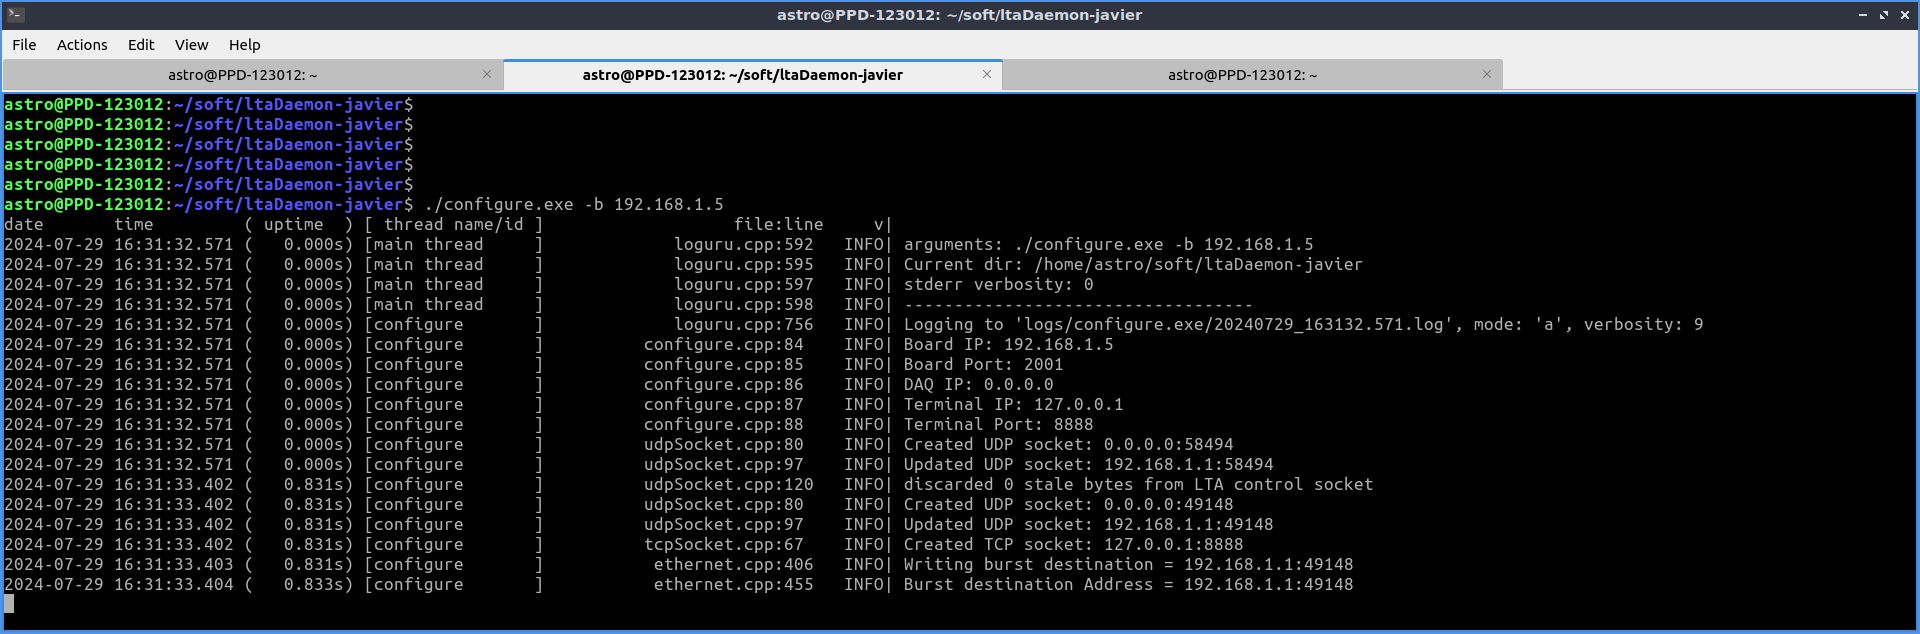 astro@PPD-123012: ~/soft/ltaDaemon-javier
File Actions Edit View Help
astro@PPD-123012: ~ astro@PPD-123012: ~/soft/ltaDaemon-javier astro@PPD-123012: ~
astro@PPD-123012:~/soft/ltaDaemon-javier$
astro@PPD-123012:~/soft/ltaDaemon-javier$
astro@PPD-123012:~/soft/ltaDaemon-javier$
astro@PPD-123012:~/soft/ltaDaemon-javier$
astro@PPD-123012:~/soft/ltaDaemon-javier$
astro@PPD-123012:~/soft/ltaDaemon-javier$ ./configure.exe -b 192.168.1.5
date       time         ( uptime  ) [ thread name/id ]                   file:line     v|
2024-07-29 16:31:32.571 (   0.000s) [main thread     ]             loguru.cpp:592   INFO| arguments: ./configure.exe -b 192.168.1.5
2024-07-29 16:31:32.571 (   0.000s) [main thread     ]             loguru.cpp:595   INFO| Current dir: /home/astro/soft/ltaDaemon-javier
2024-07-29 16:31:32.571 (   0.000s) [main thread     ]             loguru.cpp:597   INFO| stderr verbosity: 0
2024-07-29 16:31:32.571 (   0.000s) [main thread     ]             loguru.cpp:598   INFO| -----------------------------------
2024-07-29 16:31:32.571 (   0.000s) [configure       ]             loguru.cpp:756   INFO| Logging to 'logs/configure.exe/20240729_163132.571.log', mode: 'a', verbosity: 9
2024-07-29 16:31:32.571 (   0.000s) [configure       ]          configure.cpp:84    INFO| Board IP: 192.168.1.5
2024-07-29 16:31:32.571 (   0.000s) [configure       ]          configure.cpp:85    INFO| Board Port: 2001
2024-07-29 16:31:32.571 (   0.000s) [configure       ]          configure.cpp:86    INFO| DAQ IP: 0.0.0.0
2024-07-29 16:31:32.571 (   0.000s) [configure       ]          configure.cpp:87    INFO| Terminal IP: 127.0.0.1
2024-07-29 16:31:32.571 (   0.000s) [configure       ]          configure.cpp:88    INFO| Terminal Port: 8888
2024-07-29 16:31:32.571 (   0.000s) [configure       ]          udpSocket.cpp:80    INFO| Created UDP socket: 0.0.0.0:58494
2024-07-29 16:31:32.571 (   0.000s) [configure       ]          udpSocket.cpp:97    INFO| Updated UDP socket: 192.168.1.1:58494
2024-07-29 16:31:33.402 (   0.831s) [configure       ]          udpSocket.cpp:120   INFO| discarded 0 stale bytes from LTA control socket
2024-07-29 16:31:33.402 (   0.831s) [configure       ]          udpSocket.cpp:80    INFO| Created UDP socket: 0.0.0.0:49148
2024-07-29 16:31:33.402 (   0.831s) [configure       ]          udpSocket.cpp:97    INFO| Updated UDP socket: 192.168.1.1:49148
2024-07-29 16:31:33.402 (   0.831s) [configure       ]          tcpSocket.cpp:67    INFO| Created TCP socket: 127.0.0.1:8888
2024-07-29 16:31:33.403 (   0.831s) [configure       ]           ethernet.cpp:406   INFO| Writing burst destination = 192.168.1.1:49148
2024-07-29 16:31:33.404 (   0.833s) [configure       ]           ethernet.cpp:455   INFO| Burst destination Address = 192.168.1.1:49148